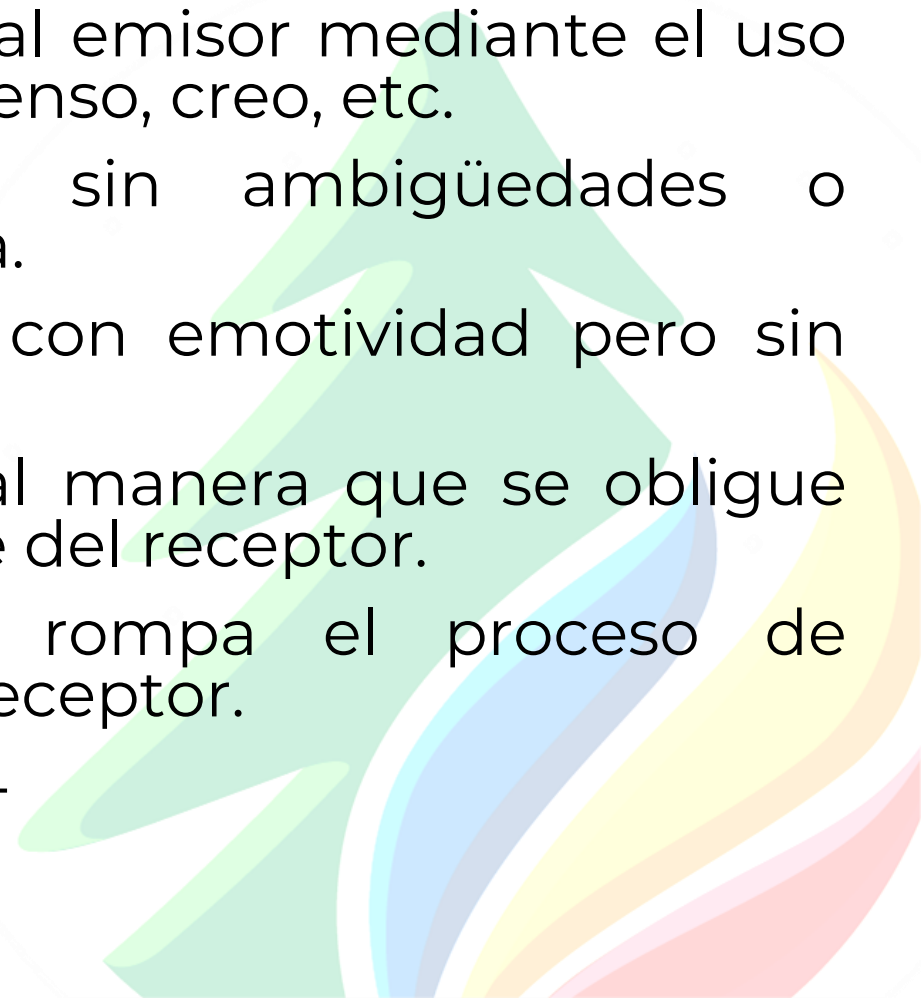 al emisor mediante el uso
enso, creo, etc.
sin ambigüedades o
a.
con emotividad pero sin
al manera que se obligue
e del receptor.
rompa el proceso de
eceptor.